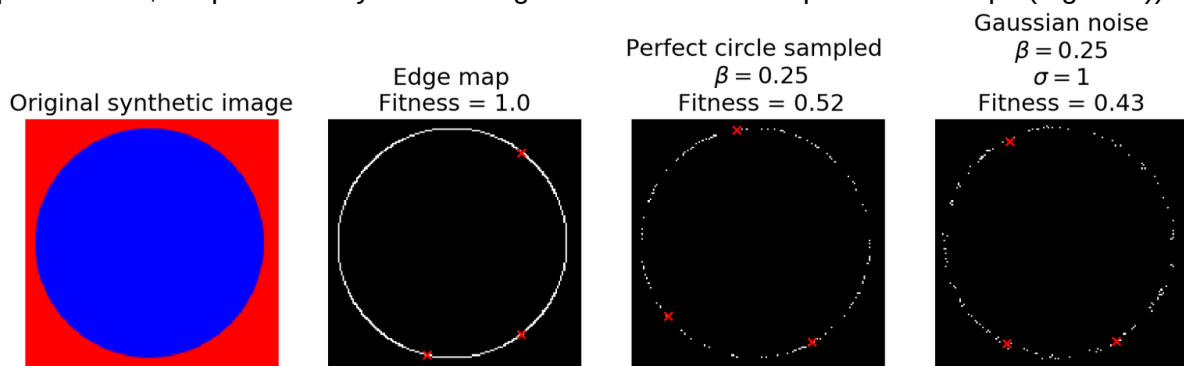 Original synthetic image
Edge map
Fitness = 1.0
Perfect circle sampled
β = 0.25
Fitness = 0.52
Gaussian noise
β = 0.25
σ = 1
Fitness = 0.43